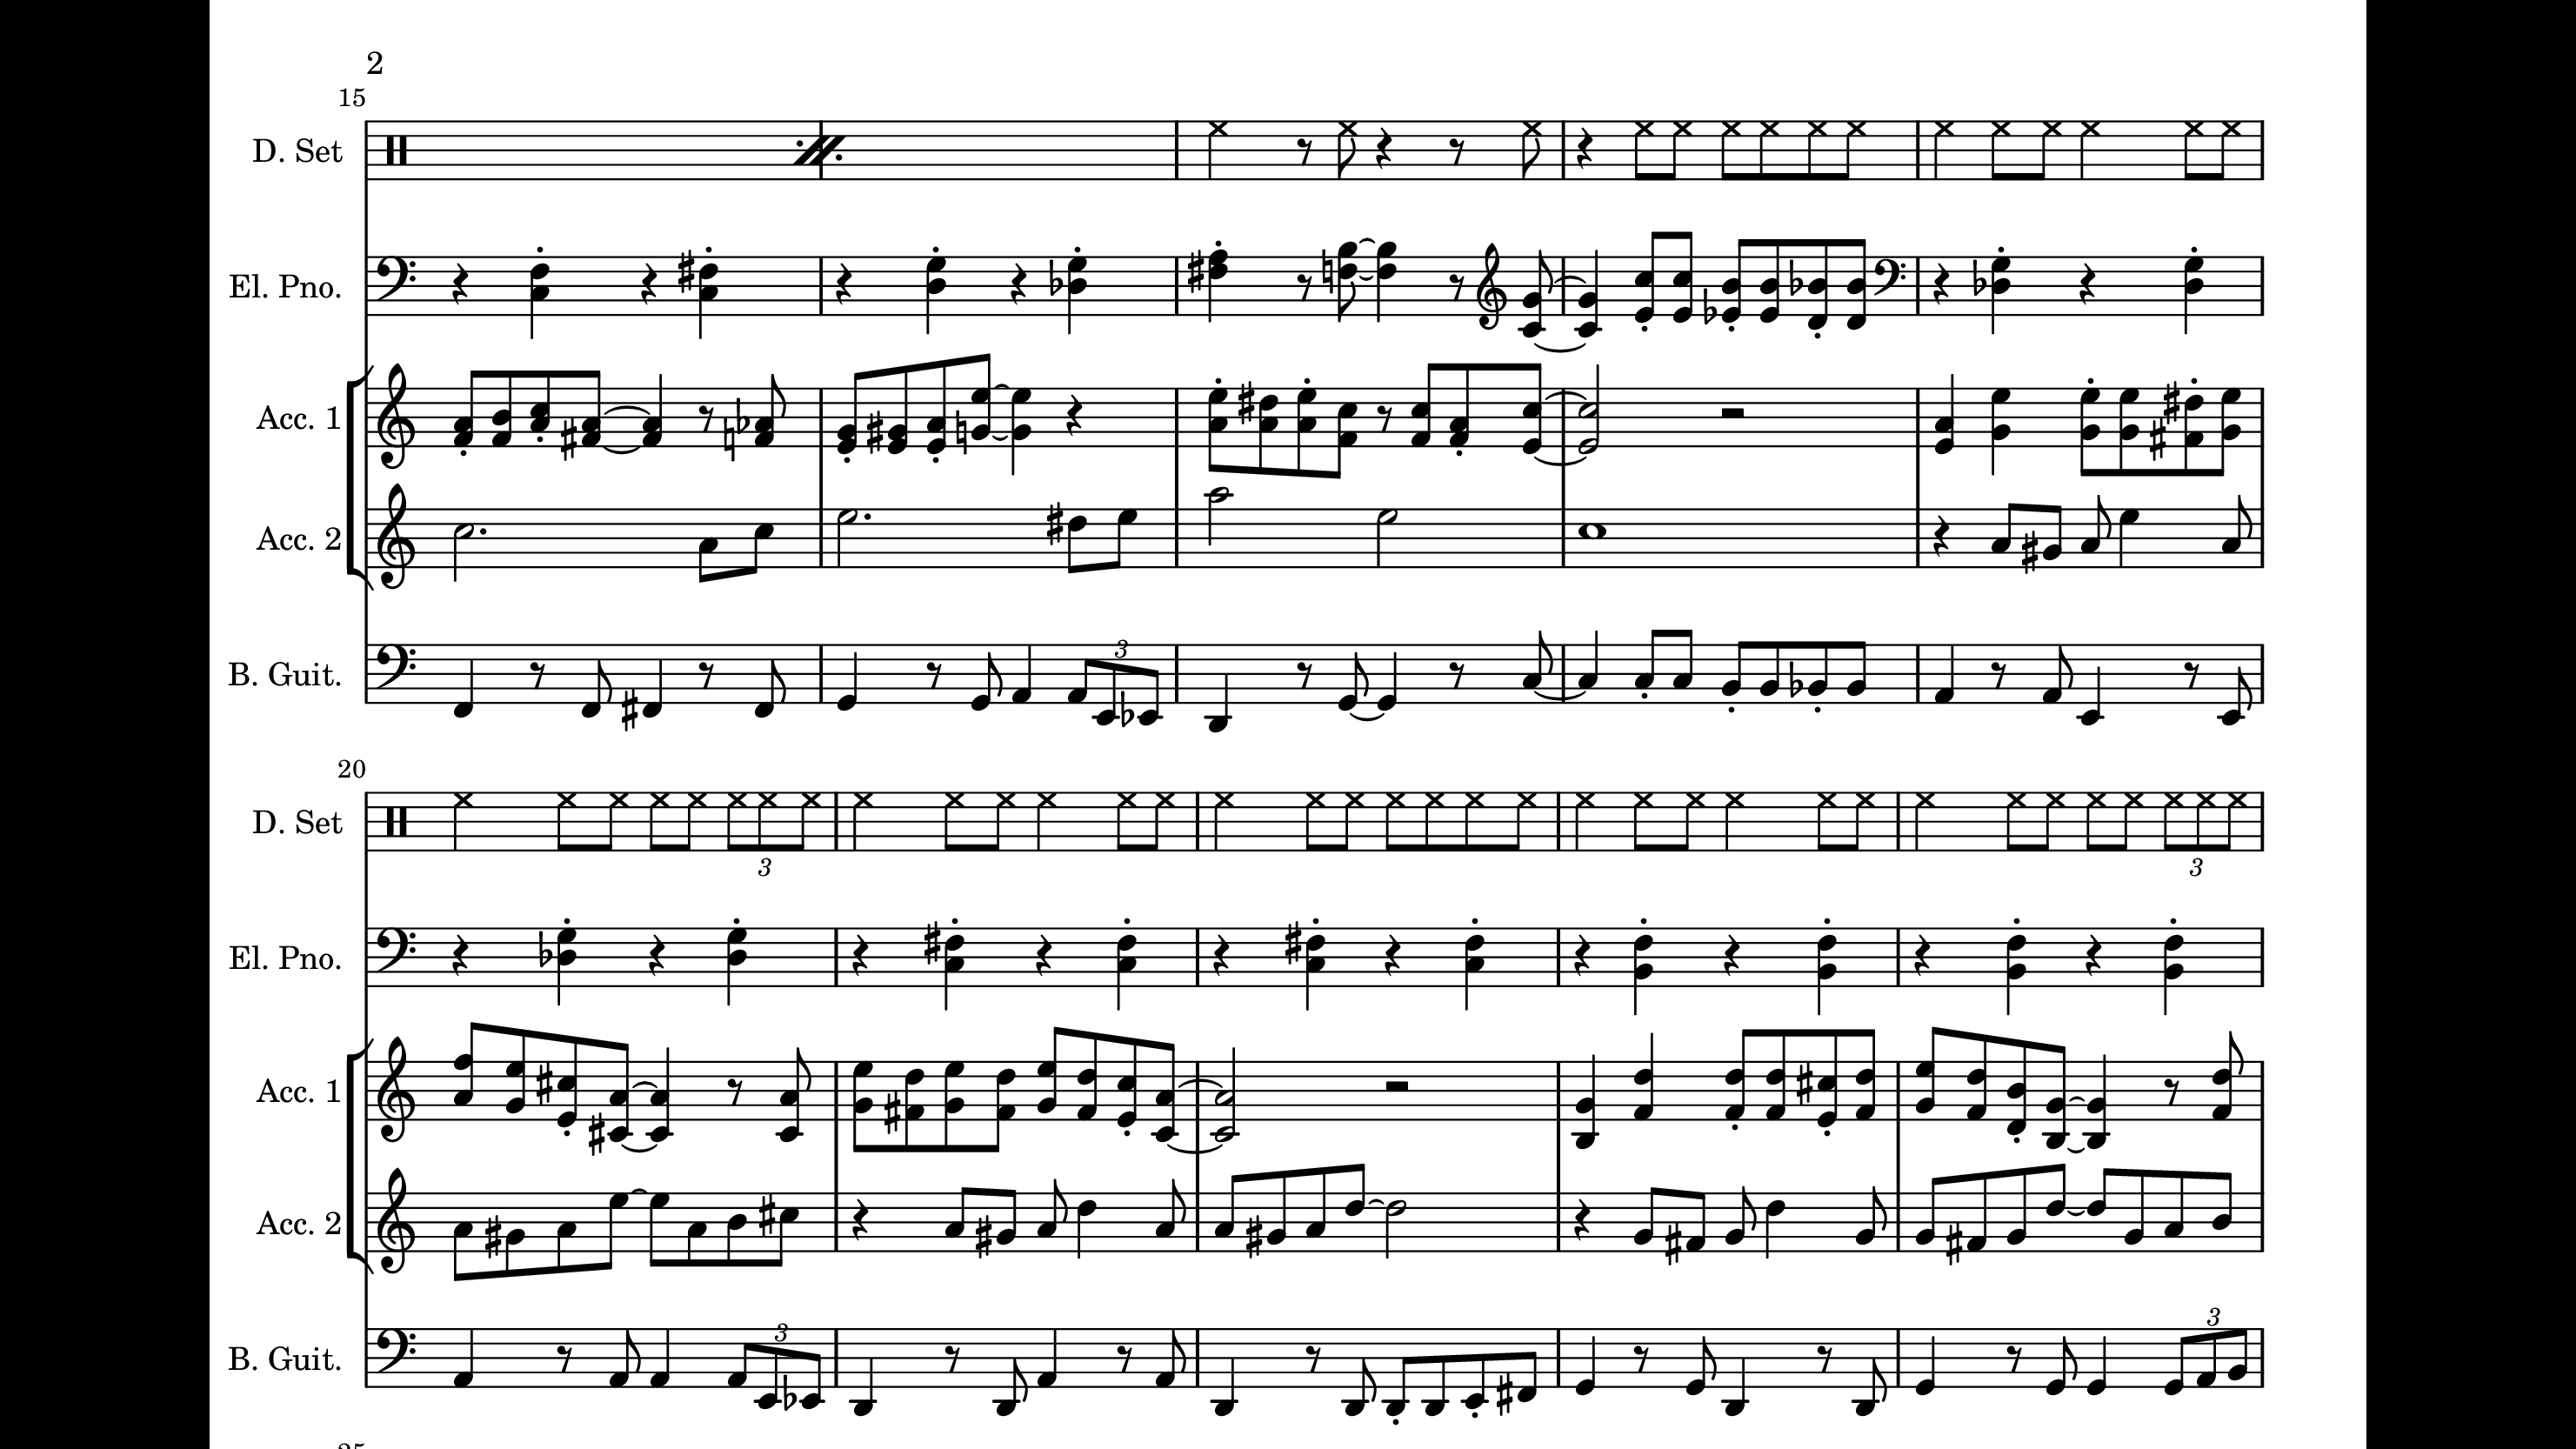 2
15
D. Set
El. Pno.
Acc. 1
Acc. 2
3
B. Guit.
20
D. Set
3
3
El. Pno.
Acc. 1
Acc. 2
3
3
B. Guit.